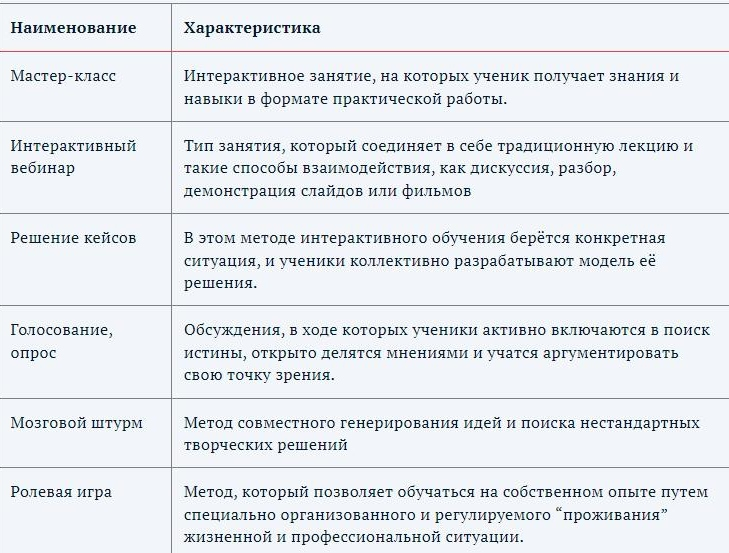 Наименование
Характеристика
Мастер-класс
Интерактивное занятие, на которых ученик получает знания и
навыки в формате практической работы.
Интерактивный
вебинар
Тип занятия, который соединяет в себе традиционную лекцию и
такие способы взаимодействия, как дискуссия, разбор,
демонстрация слайдов или фильмов
Решение кейсов
В этом методе интерактивного обучения берётся конкретная
ситуация, и ученики коллективно разрабатывают модель её
решения.
Голосование,
опрос
Обсуждения, в ходе которых ученики активно включаются в поиск
истины, открыто делятся мнениями и учатся аргументировать
свою точку зрения.
Мозговой штурм
Метод совместного генерирования идей и поиска нестандартных
творческих решений
Ролевая игра
Метод, который позволяет обучаться на собственном опыте путем
специально организованного и регулируемого “проживания”
жизненной и профессиональной ситуации.